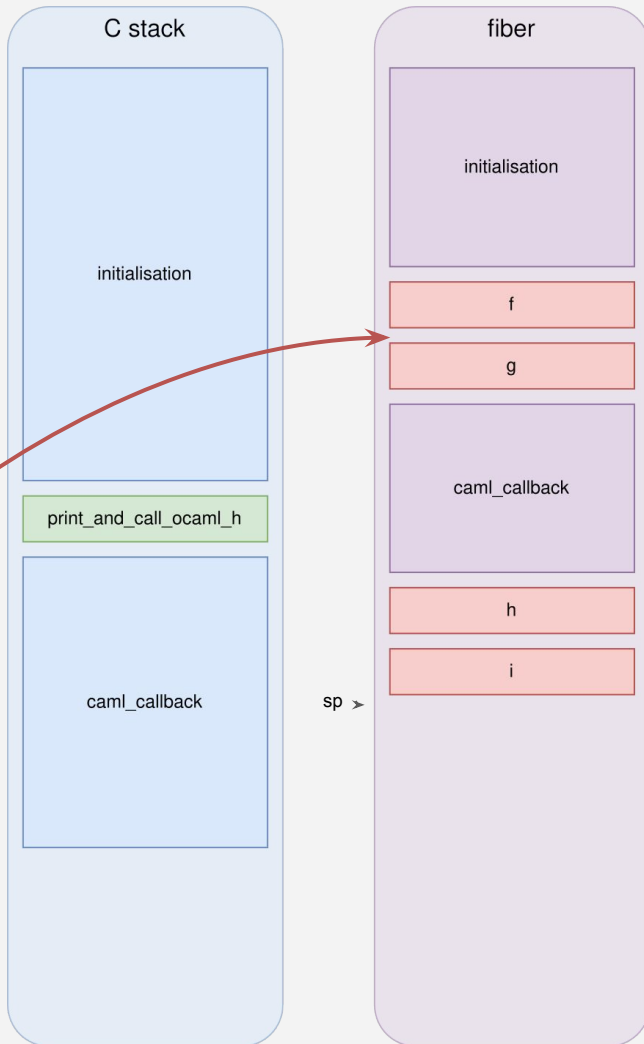 C stack
initialisation
print_and_call_ocaml_h
caml_callback
sp
fiber
initialisation
f
g
caml_callback
h
i